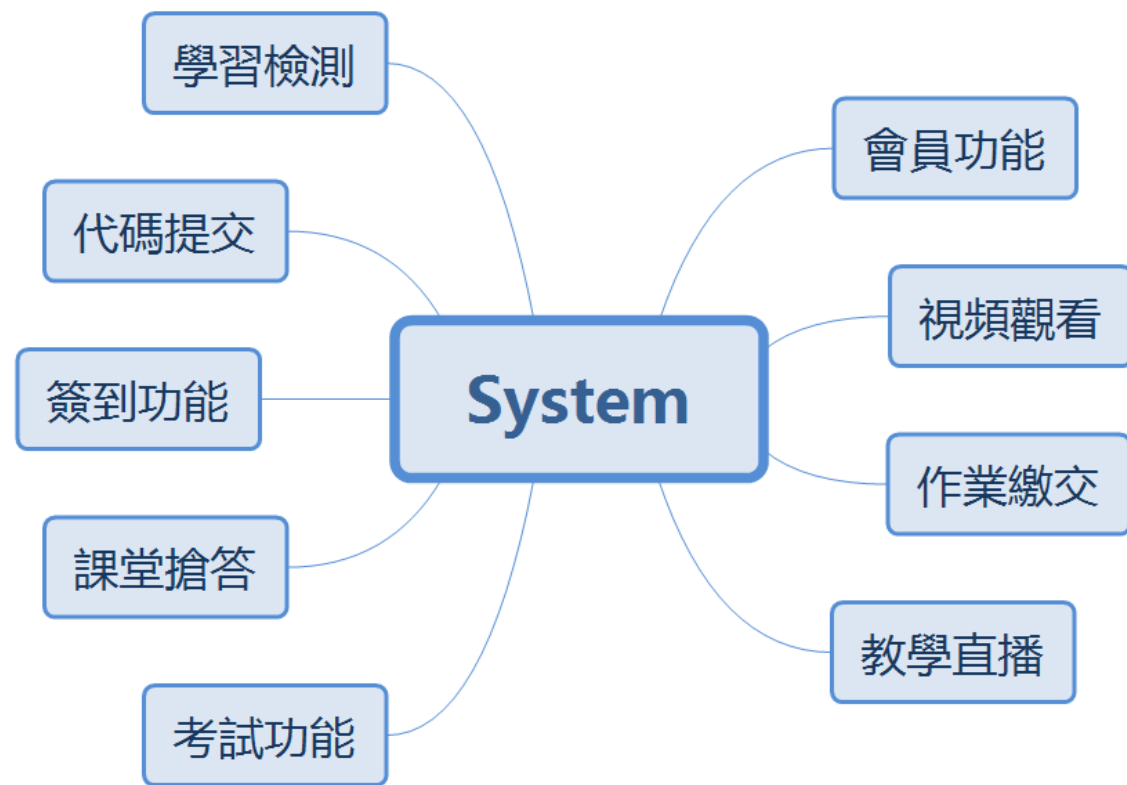 學習檢測
會員功能
代碼提交
視頻觀看
簽到功能
System
作業繳交
課堂搶答
教學直播
考試功能